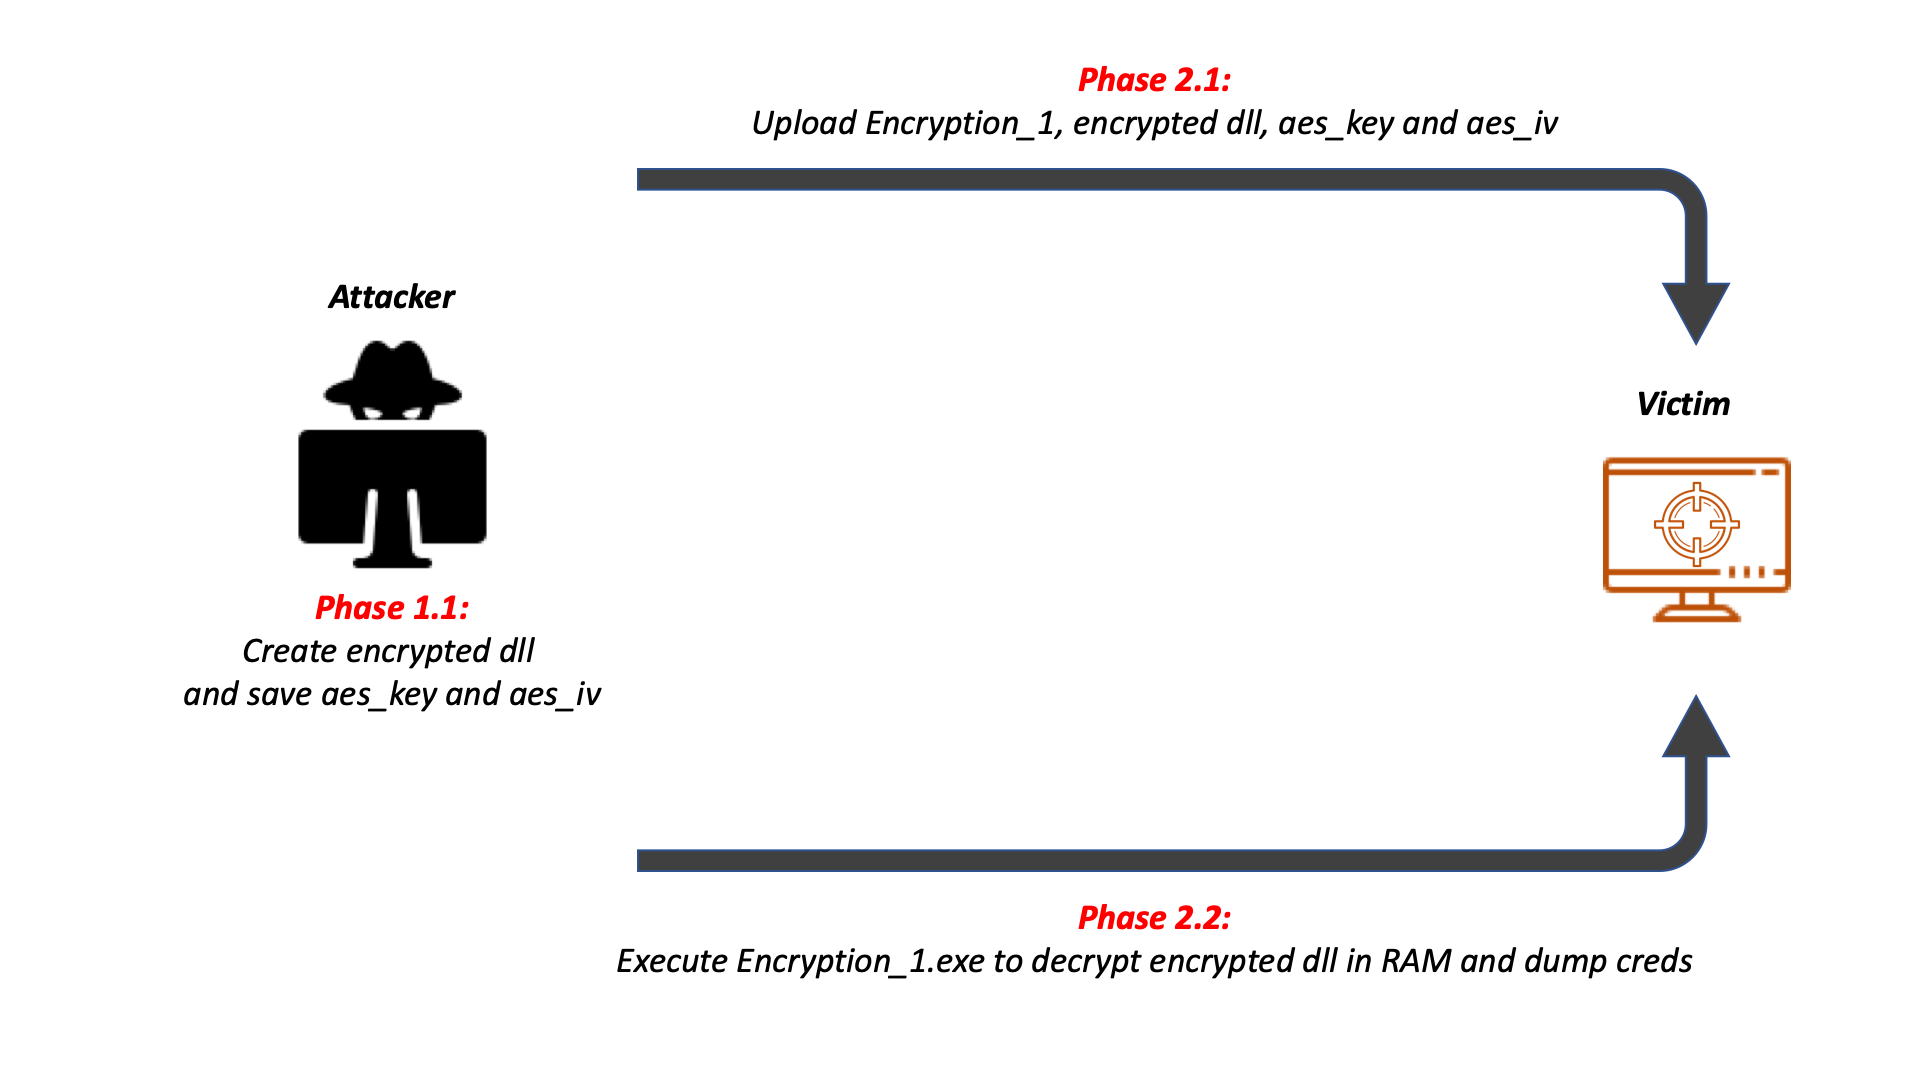 Phase 2.1:
Upload Encryption_1, encrypted dll, aes_key and aes_iv
Attacker
Victim
Phase 1.1:
Create encrypted dll
and save aes_key and aes_iv
Phase 2.2:
Execute Encryption_1.exe to decrypt encrypted dll in RAM and dump creds